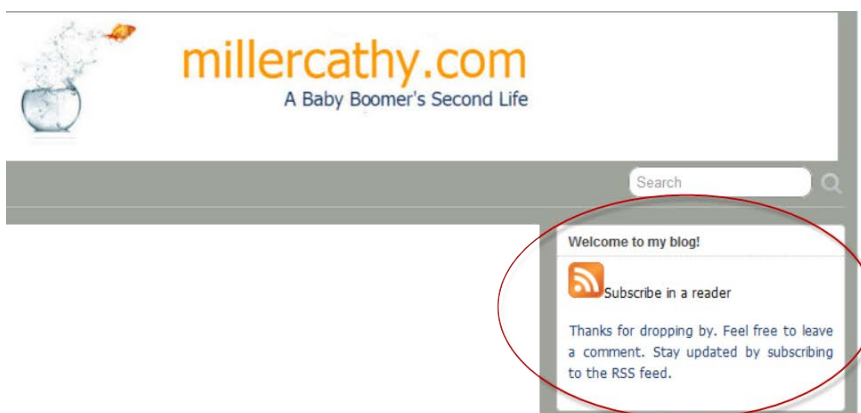 millercathy.com
A Baby Boomer's Second Life
Search
Welcome to my blog!
Subscribe in a reader
Thanks for dropping by. Feel free to leave
a comment. Stay updated by subscribing
to the RSS feed.